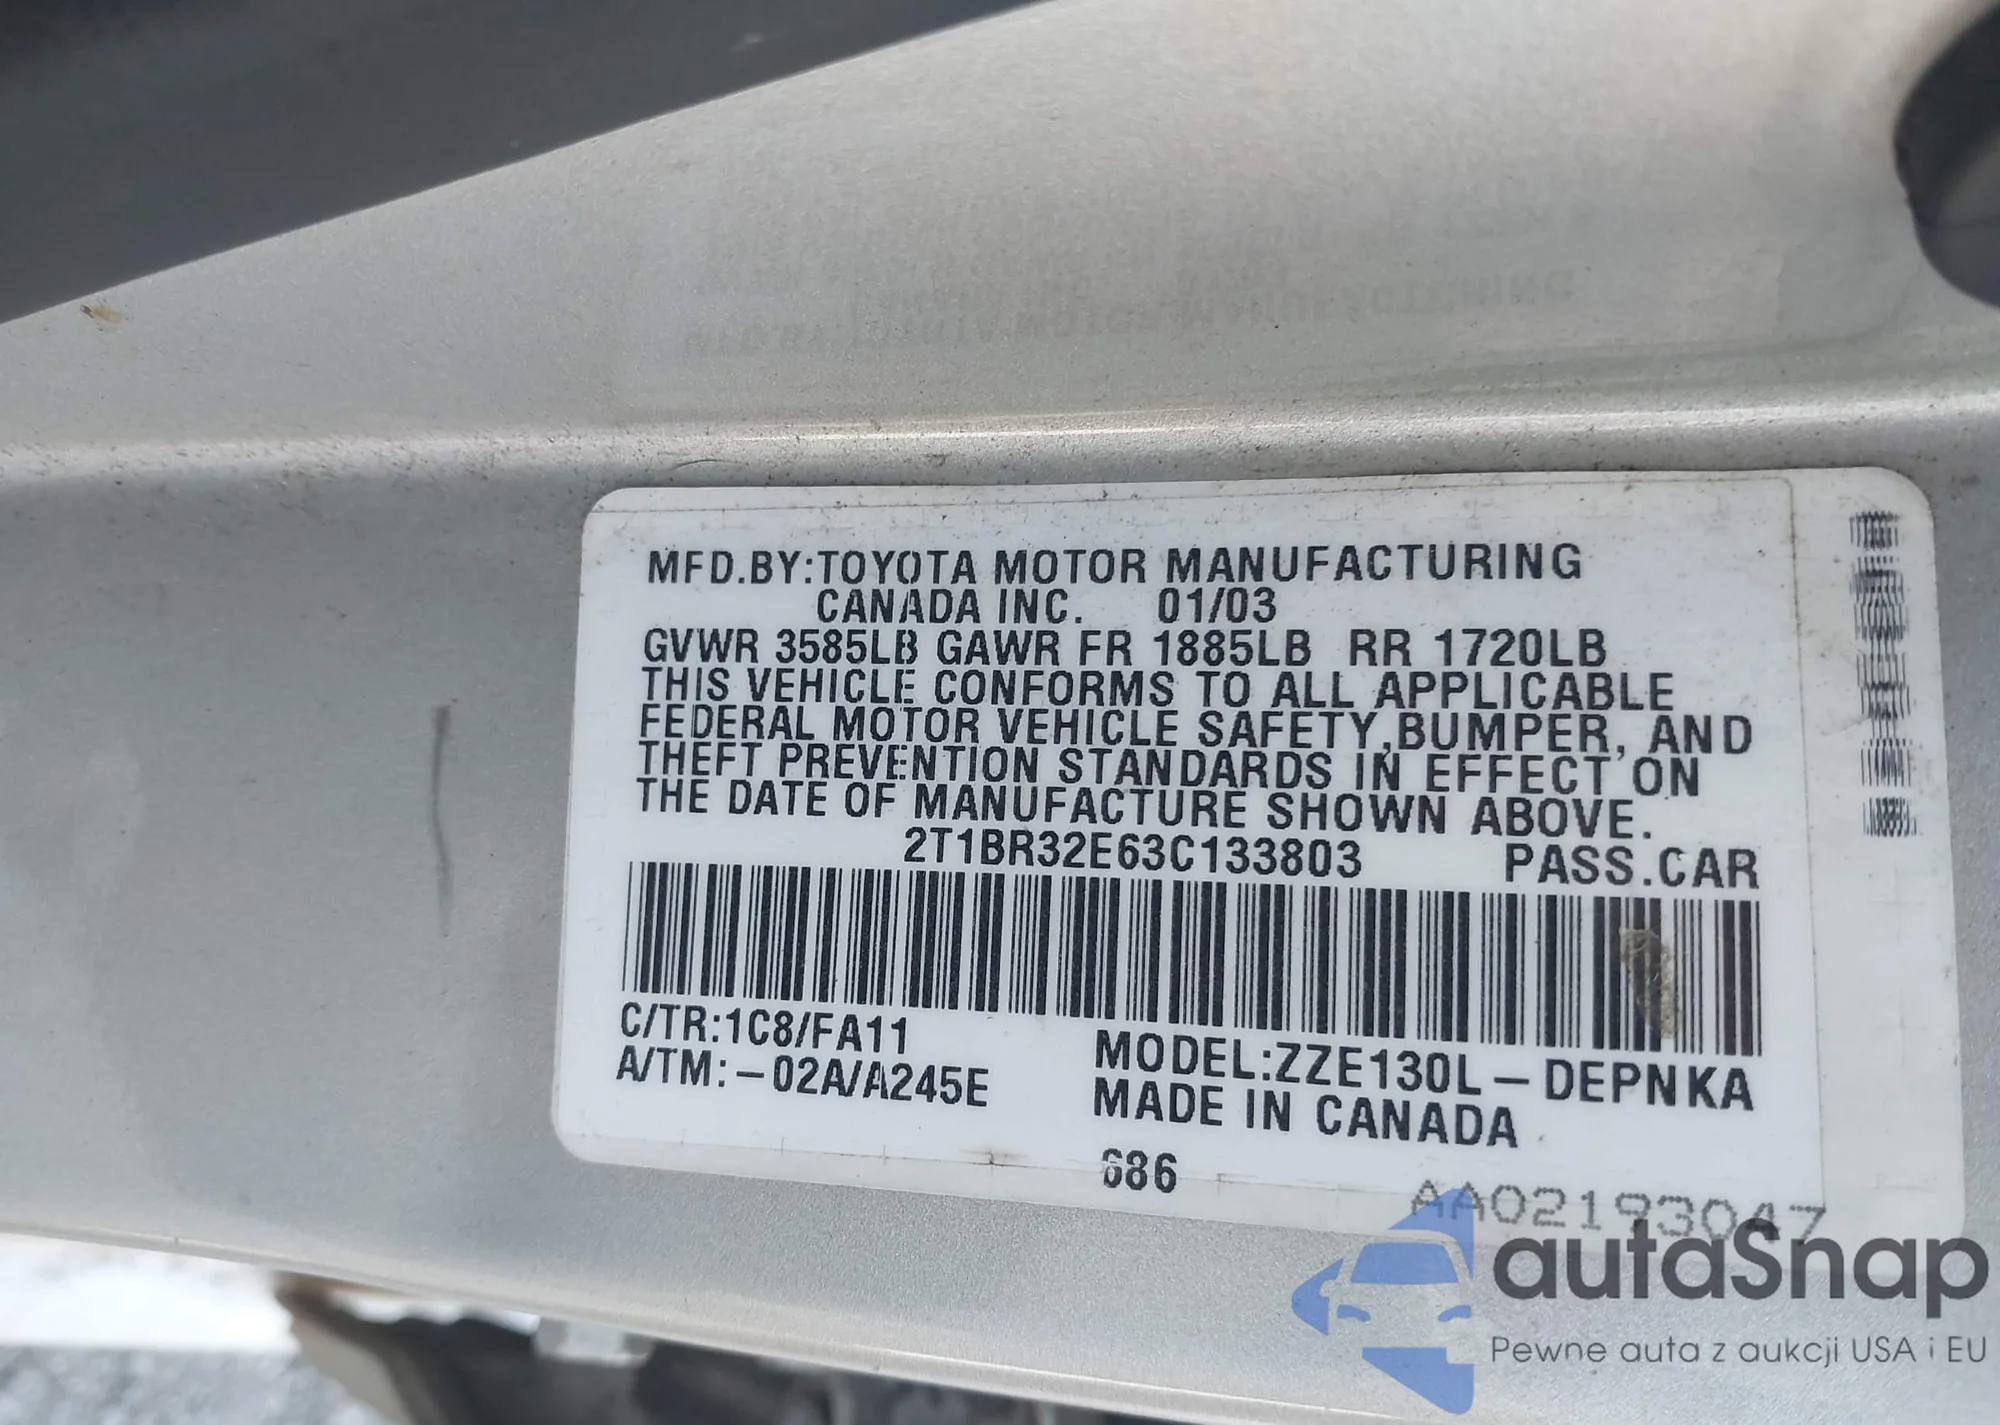 MFD.BY:TOYOTA MOTOR MANUFACTURING
CANADA INC. 01/03
GVWR 3585LB GAWR FR 1885LB RR 1720LB
THIS VEHICLE CONFORMS TO ALL APPLICABLE
FEDERAL MOTOR VEHICLE SAFETY,BUMPER, AND
THEFT PREVENTION STANDARDS IN EFFECT ON
THE DATE OF MANUFACTURE SHOWN ABOVE.
2T1BR32E63C133803 PASS.CAR
C/TR:1C8/FA11
A/TM:-02A/A245E
MODEL:ZZE130L-DEPNKA
MADE IN CANADA
686
AA02193047
autaSnap
Pewne auta z aukcji USA i EU